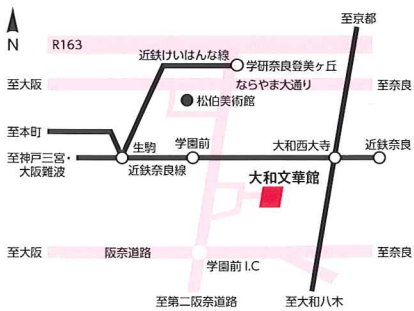 至京都
N
R163
近鉄けいはんな線
学研奈良登美ヶ丘
至大阪
ならやま大通り
至奈良
松伯美術館
至本町
生駒
学園前
大和西大寺
近鉄奈良
至神戸三宮・
大阪難波
近鉄奈良線
大和文華館
至大阪
阪奈道路
至奈良
学園前 I.C
至第二阪奈道路
至大和八木